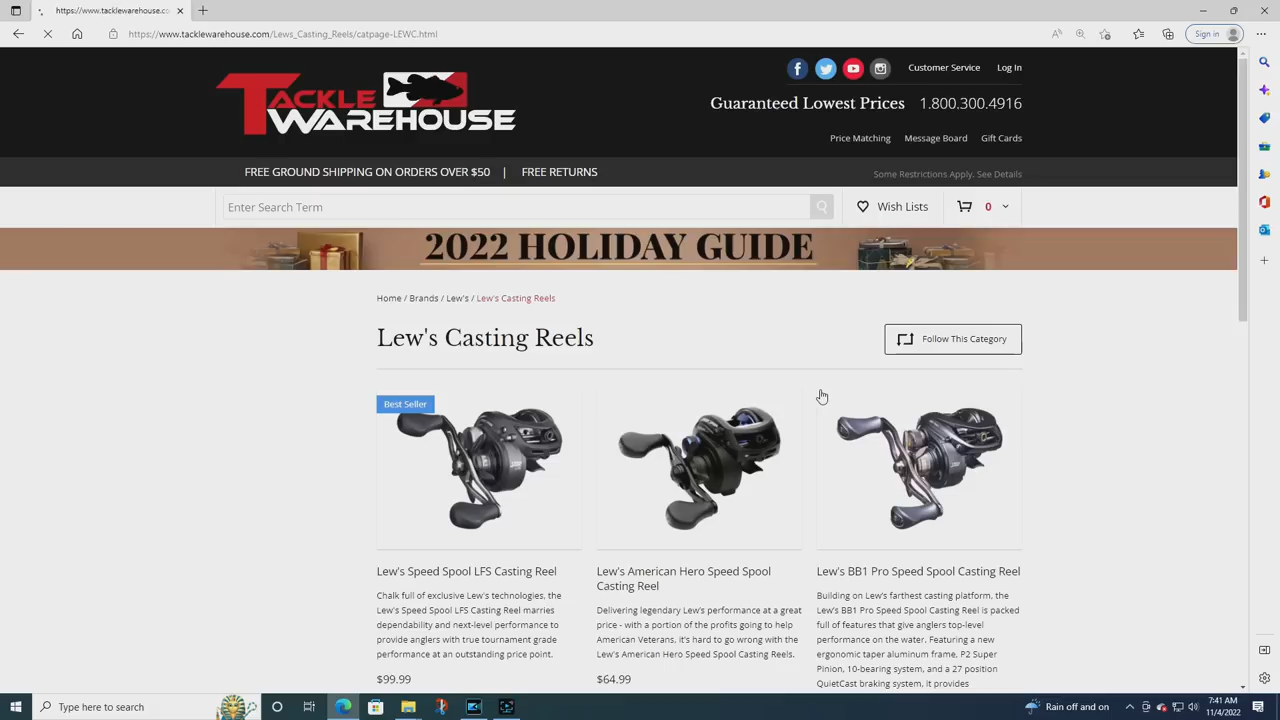 https://www.tacklewarehouse.co
https://www.tacklewarehouse.com/Lews_Casting_Reels/catpage-LEWC.html
Sign in
TACKLE
WAREHOUSE
Customer Service
Log In
Guaranteed Lowest Prices 1.800.300.4916
Price Matching
Message Board
Gift Cards
FREE GROUND SHIPPING ON ORDERS OVER $50 | FREE RETURNS
Some Restrictions Apply. See Details
Enter Search Term
Wish Lists
0
2022 HOLIDAY GUIDE
Home / Brands / Lew's / Lew's Casting Reels
Lew's Casting Reels
Follow This Category
Best Seller
Lew's Speed Spool LFS Casting Reel
Chalk full of exclusive Lew's technologies, the
Lew's Speed Spool LFS Casting Reel marries
dependability and next-level performance to
provide anglers with true tournament grade
performance at an outstanding price point.
$99.99
Lew's American Hero Speed Spool
Casting Reel
Delivering legendary Lew's performance at a great
price - with a portion of the profits going to help
American Veterans, it's hard to go wrong with the
Lew's American Hero Speed Spool Casting Reels.
$64.99
Lew's BB1 Pro Speed Spool Casting Reel
Building on Lew's farthest casting platform, the
Lew's BB1 Pro Speed Spool Casting Reel is packed
full of features that give anglers top-level
performance on the water. Featuring a new
ergonomic taper aluminum frame, P2 Super
Pinion, 10-bearing system, and a 27 position
QuietCast braking system, it provides
Type here to search
Rain off and on
7:41 AM
11/4/2022